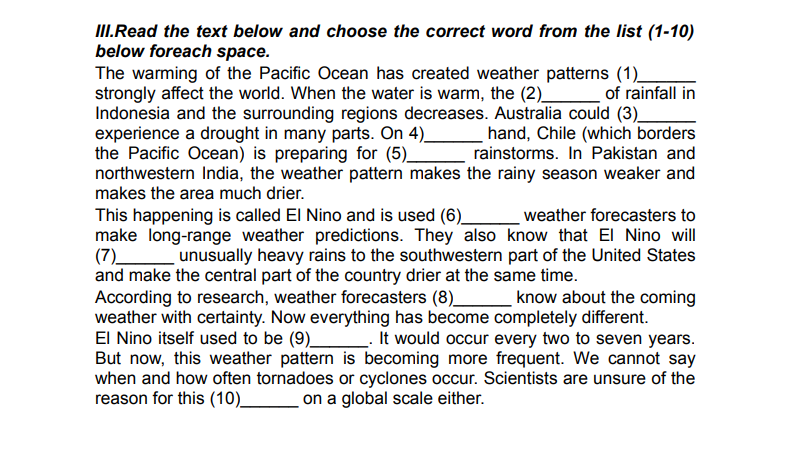 III.Read the text below and choose the correct word from the list (1-10)
below foreach space.
The warming of the Pacific Ocean has created weather patterns (1)______
strongly affect the world. When the water is warm, the (2)______ of rainfall in
Indonesia and the surrounding regions decreases. Australia could (3)______
experience a drought in many parts. On 4)______ hand, Chile (which borders
the Pacific Ocean) is preparing for (5)______ rainstorms. In Pakistan and
northwestern India, the weather pattern makes the rainy season weaker and
makes the area much drier.
This happening is called El Nino and is used (6)______ weather forecasters to
make long-range weather predictions. They also know that El Nino will
(7)______ unusually heavy rains to the southwestern part of the United States
and make the central part of the country drier at the same time.
According to research, weather forecasters (8)______ know about the coming
weather with certainty. Now everything has become completely different.
El Nino itself used to be (9)______. It would occur every two to seven years.
But now, this weather pattern is becoming more frequent. We cannot say
when and how often tornadoes or cyclones occur. Scientists are unsure of the
reason for this (10)______ on a global scale either.